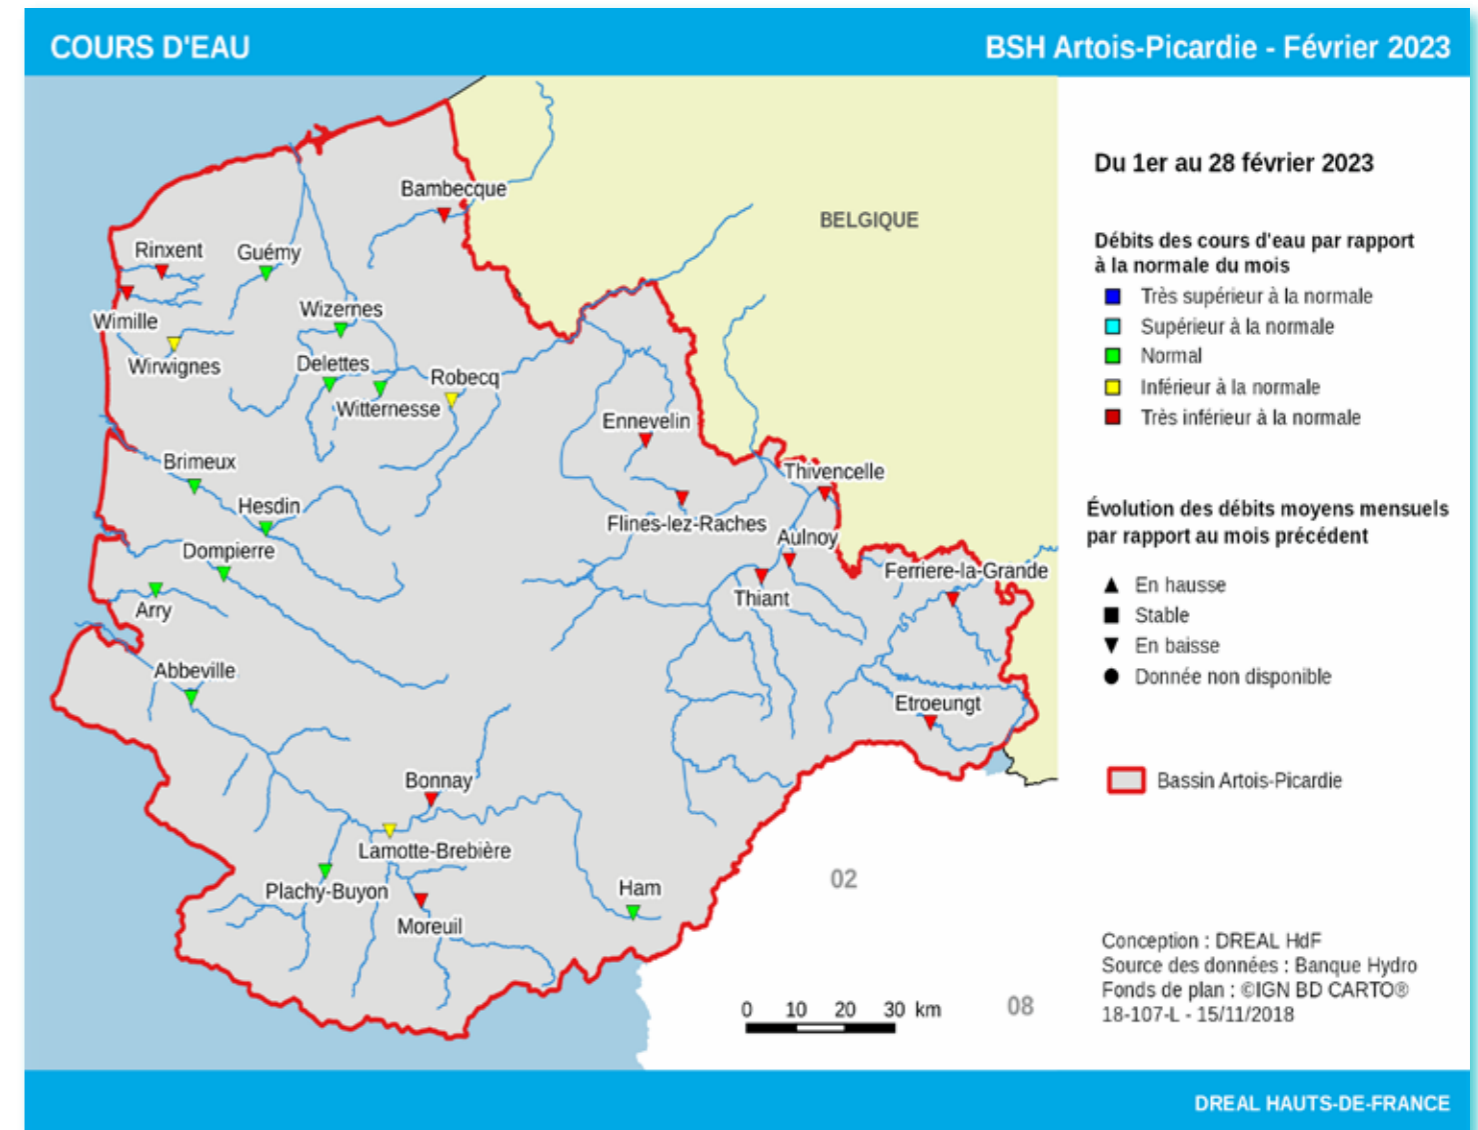 COURS D'EAU
BSH Artois-Picardie - Février 2023
Bambecque
Rinxent
Guémy
BELGIQUE
Wimille
Wizernes
Wirwignes
Delettes
Robecq
Witternesse
Ennevelin
Brimeux
Thivencelle
Hesdin
Flines-lez-Raches
Aulnoy
Dompierre
Ferriere-la-Grande
Thiant
Arry
Abbeville
Etroeungt
Bonnay
Lamotte-Brebière
Plachy-Buyon
Ham
Moreuil
02
08
0 10 20 30 km
Du 1er au 28 février 2023
Débits des cours d'eau par rapport
à la normale du mois
Très supérieur à la normale
Supérieur à la normale
Normal
Inférieur à la normale
Très inférieur à la normale
Évolution des débits moyens mensuels
par rapport au mois précédent
En hausse
Stable
En baisse
Donnée non disponible
Bassin Artois-Picardie
Conception : DREAL HdF
Source des données : Banque Hydro
Fonds de plan : ©IGN BD CARTO®
18-107-L - 15/11/2018
DREAL HAUTS-DE-FRANCE